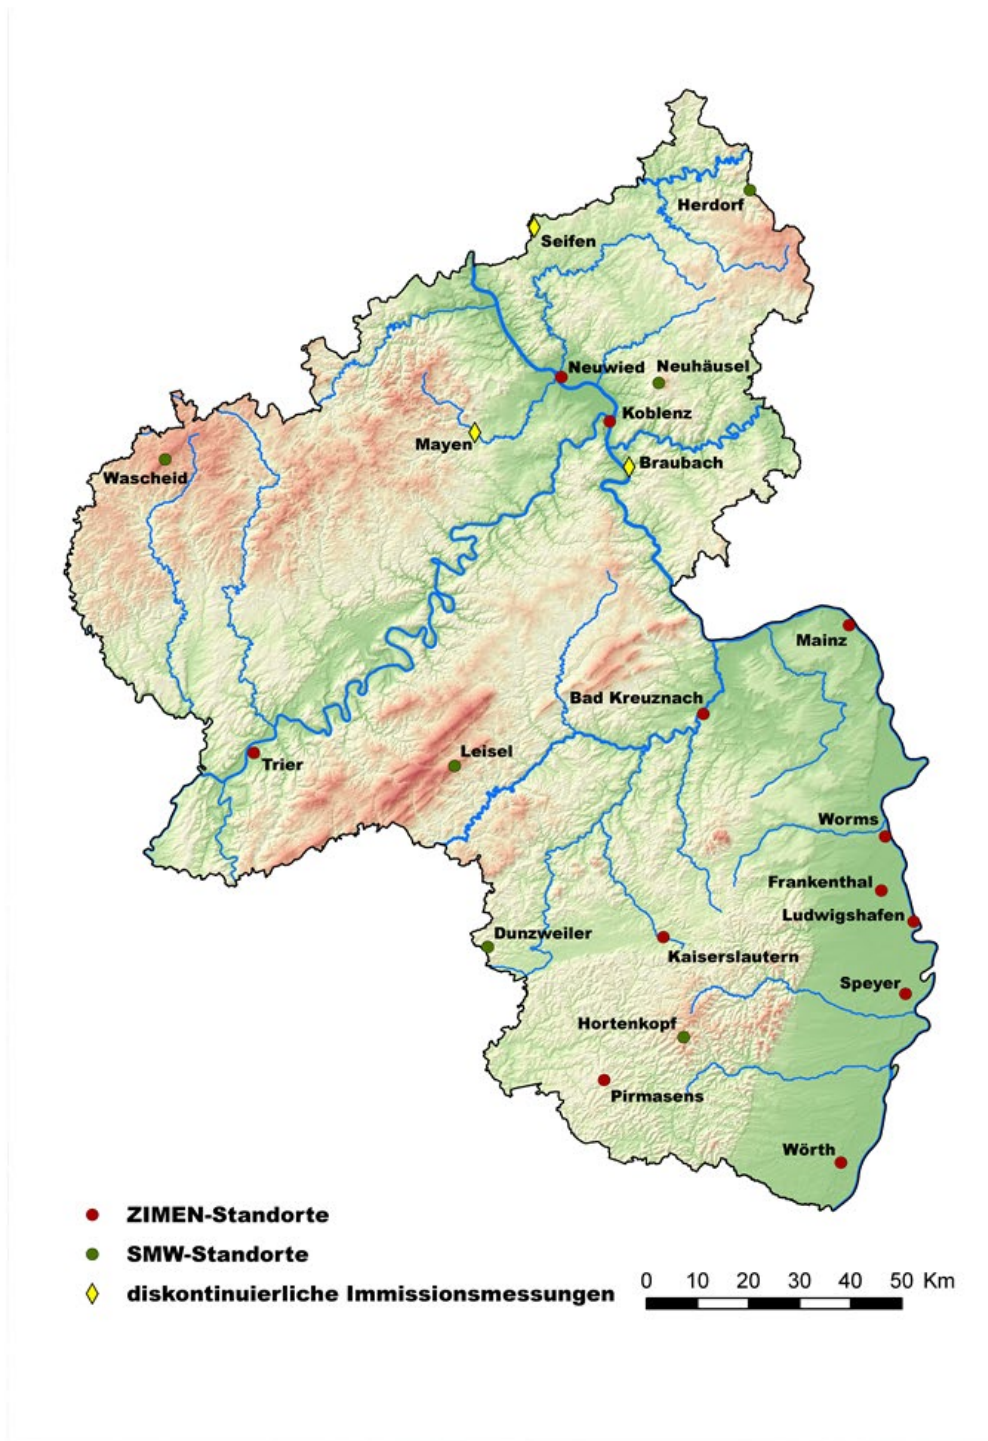 Herdorf
Seifen
Neuwied
Neuhäusel
Koblenz
Mayen
Braubach
Wascheid
Mainz
Bad Kreuznach
Leisel
Trier
Worms
Frankenthal
Ludwigshafen
Dunzweiler
Kaiserslautern
Speyer
Hortenkopf
Pirmasens
Wörth
ZIMEN-Standorte
SMW-Standorte
diskontinuierliche Immissionsmessungen
0 10 20 30 40 50 Km